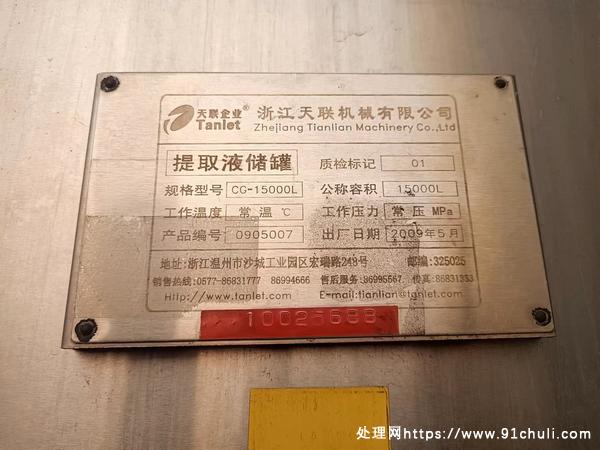 天联企业®
Tanlet
浙江天联机械有限公司
Zhejiang Tianlian Machinery Co.,Ltd
提取液储罐 质检标记 01
规格型号 CG-15000L 公称容积 15000L
工作温度 常温 ℃ 工作压力 常压 MPa
产品编号 0905007 出厂日期 2009年5月
地址:浙江温州市沙城工业园区宏瑞路248号 邮编:325025
销售热线:0577-86831777 86994666 售后服务:86995567 传真:86831333
Http://www.tanlet.com E-mail:tianlian@tanlet.com
10025688
处理网https://www.91chuli.com/